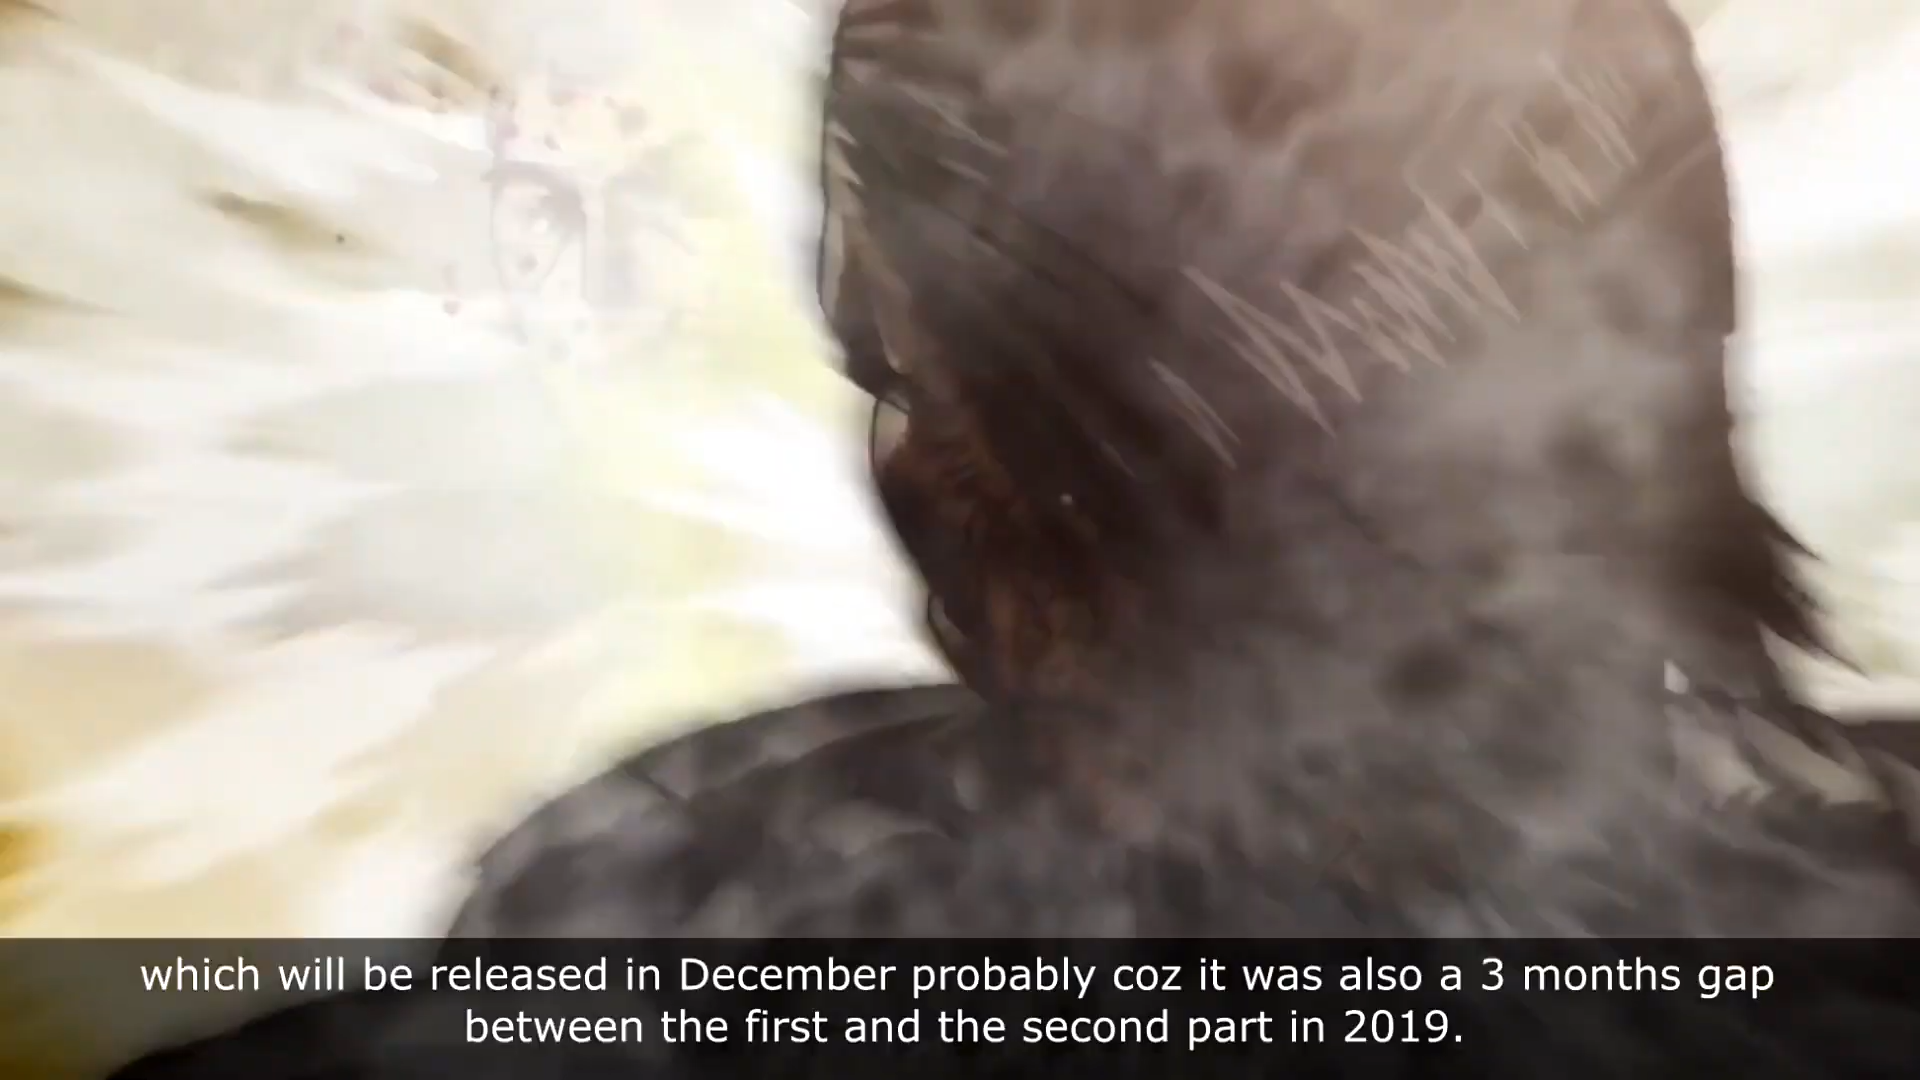 which will be released in December probably coz it was also a 3 months gap
between the first and the second part in 2019.